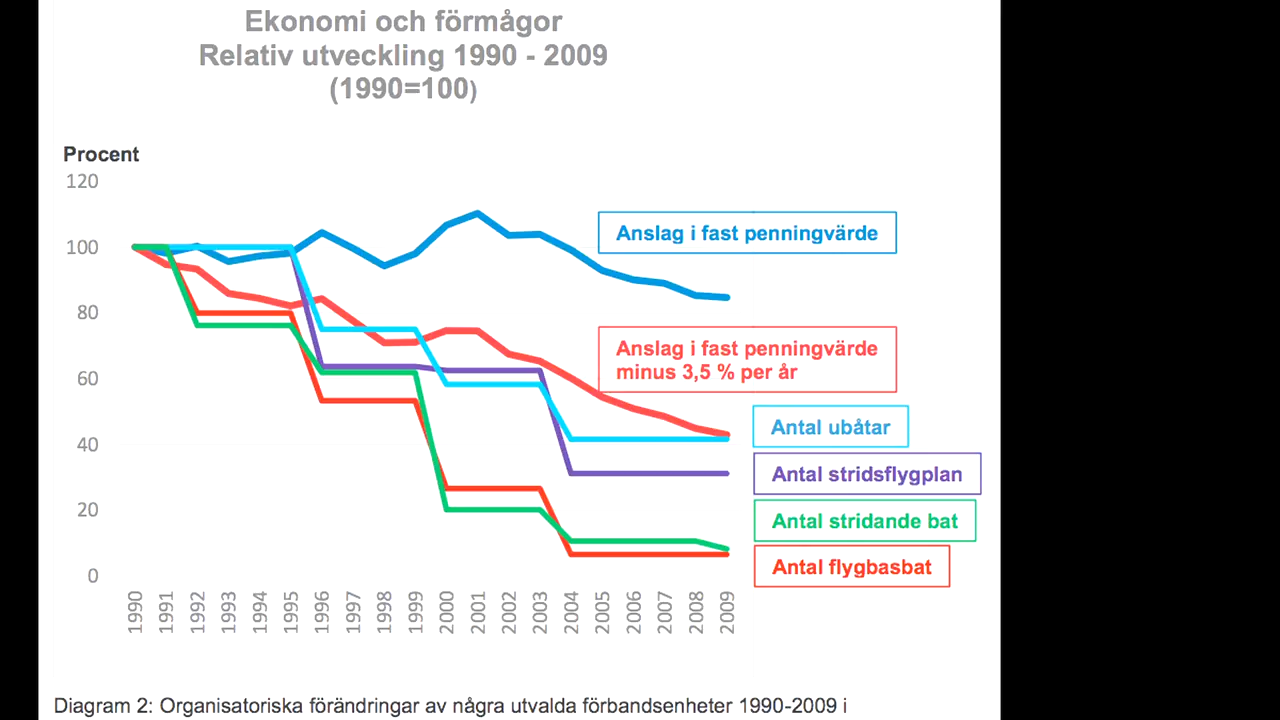 Ekonomi och förmågor
Relativ utveckling 1990 - 2009
(1990=100)
Procent
120
100
80
60
40
20
0
Anslag i fast penningvärde
Anslag i fast penningvärde
minus 3,5 % per år
Antal ubåtar
Antal stridsflygplan
Antal stridande bat
Antal flygbasbat
1990
1991
1992
1993
1994
1995
1996
1997
1998
1999
2000
2001
2002
2003
2004
2005
2006
2007
2008
2009
Diagram 2: Organisatoriska förändringar av några utvalda förbandsenheter 1990-2009 i